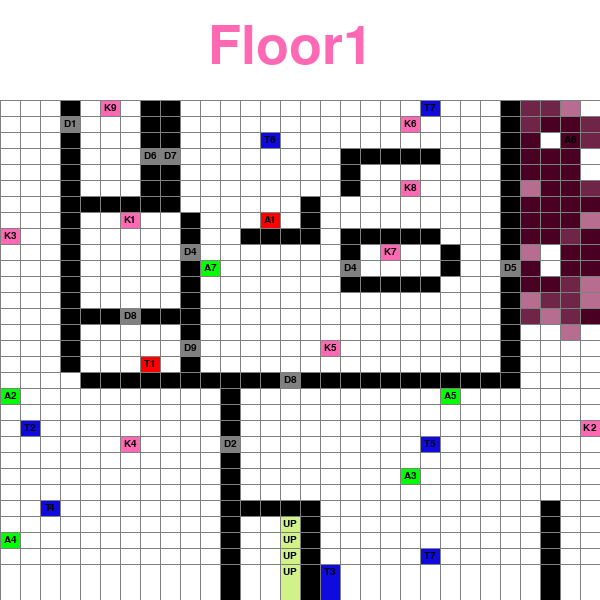 Floor1
K9 T7
D1 K6
T6 A6
D6 D7
K8
K1 A1
K3
D4 K7
A7 D4 D5
D8
D9 K5
T1
D8
A2 A5
T2 K2
K4 D2 T5
A3
T4
UP
A4 UP
UP T7
UP T3